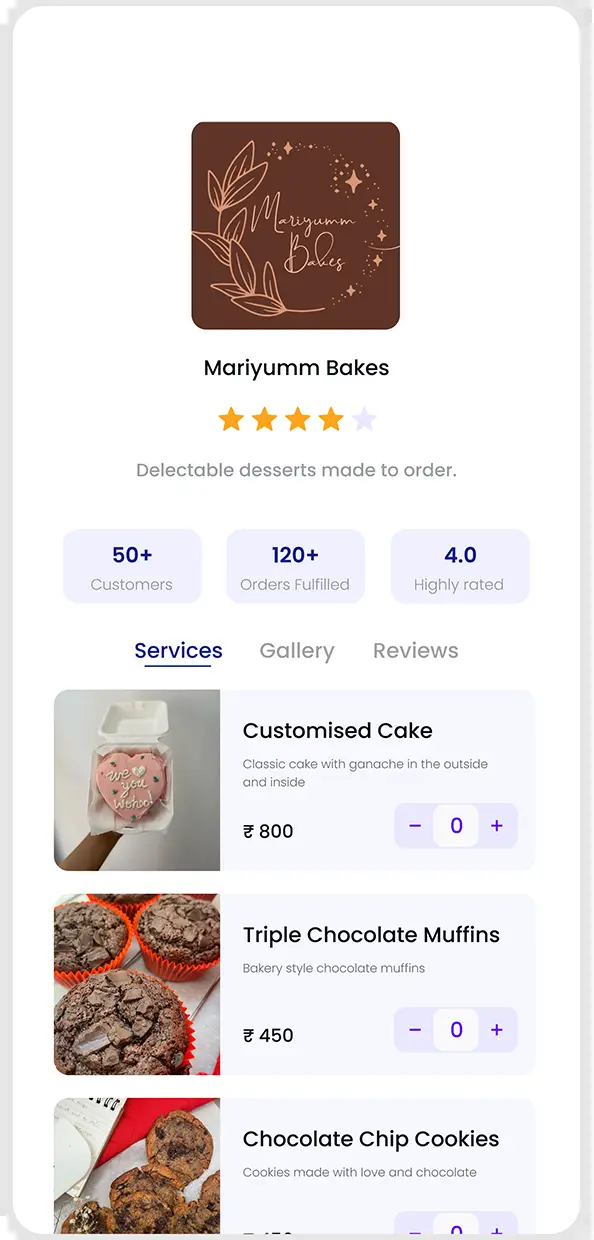 Mariyumm
Bakes
Mariyumm Bakes
Delectable desserts made to order.
50+
Customers
120+
Orders Fulfilled
4.0
Highly rated
Services
Gallery
Reviews
we
you
Wohoo!
Customised Cake
Classic cake with ganache in the outside
and inside
₹ 800
− 0 +
Triple Chocolate Muffins
Bakery style chocolate muffins
₹ 450
− 0 +
Chocolate Chip Cookies
Cookies made with love and chocolate
− 0 +